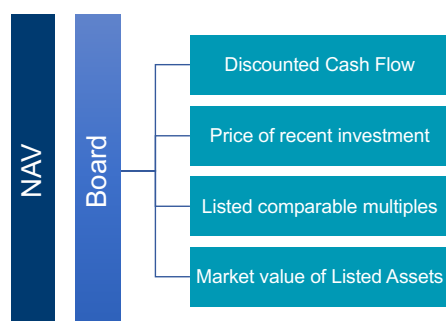 NAV
Board
Discounted Cash Flow
Price of recent investment
Listed comparable multiples
Market value of Listed Assets